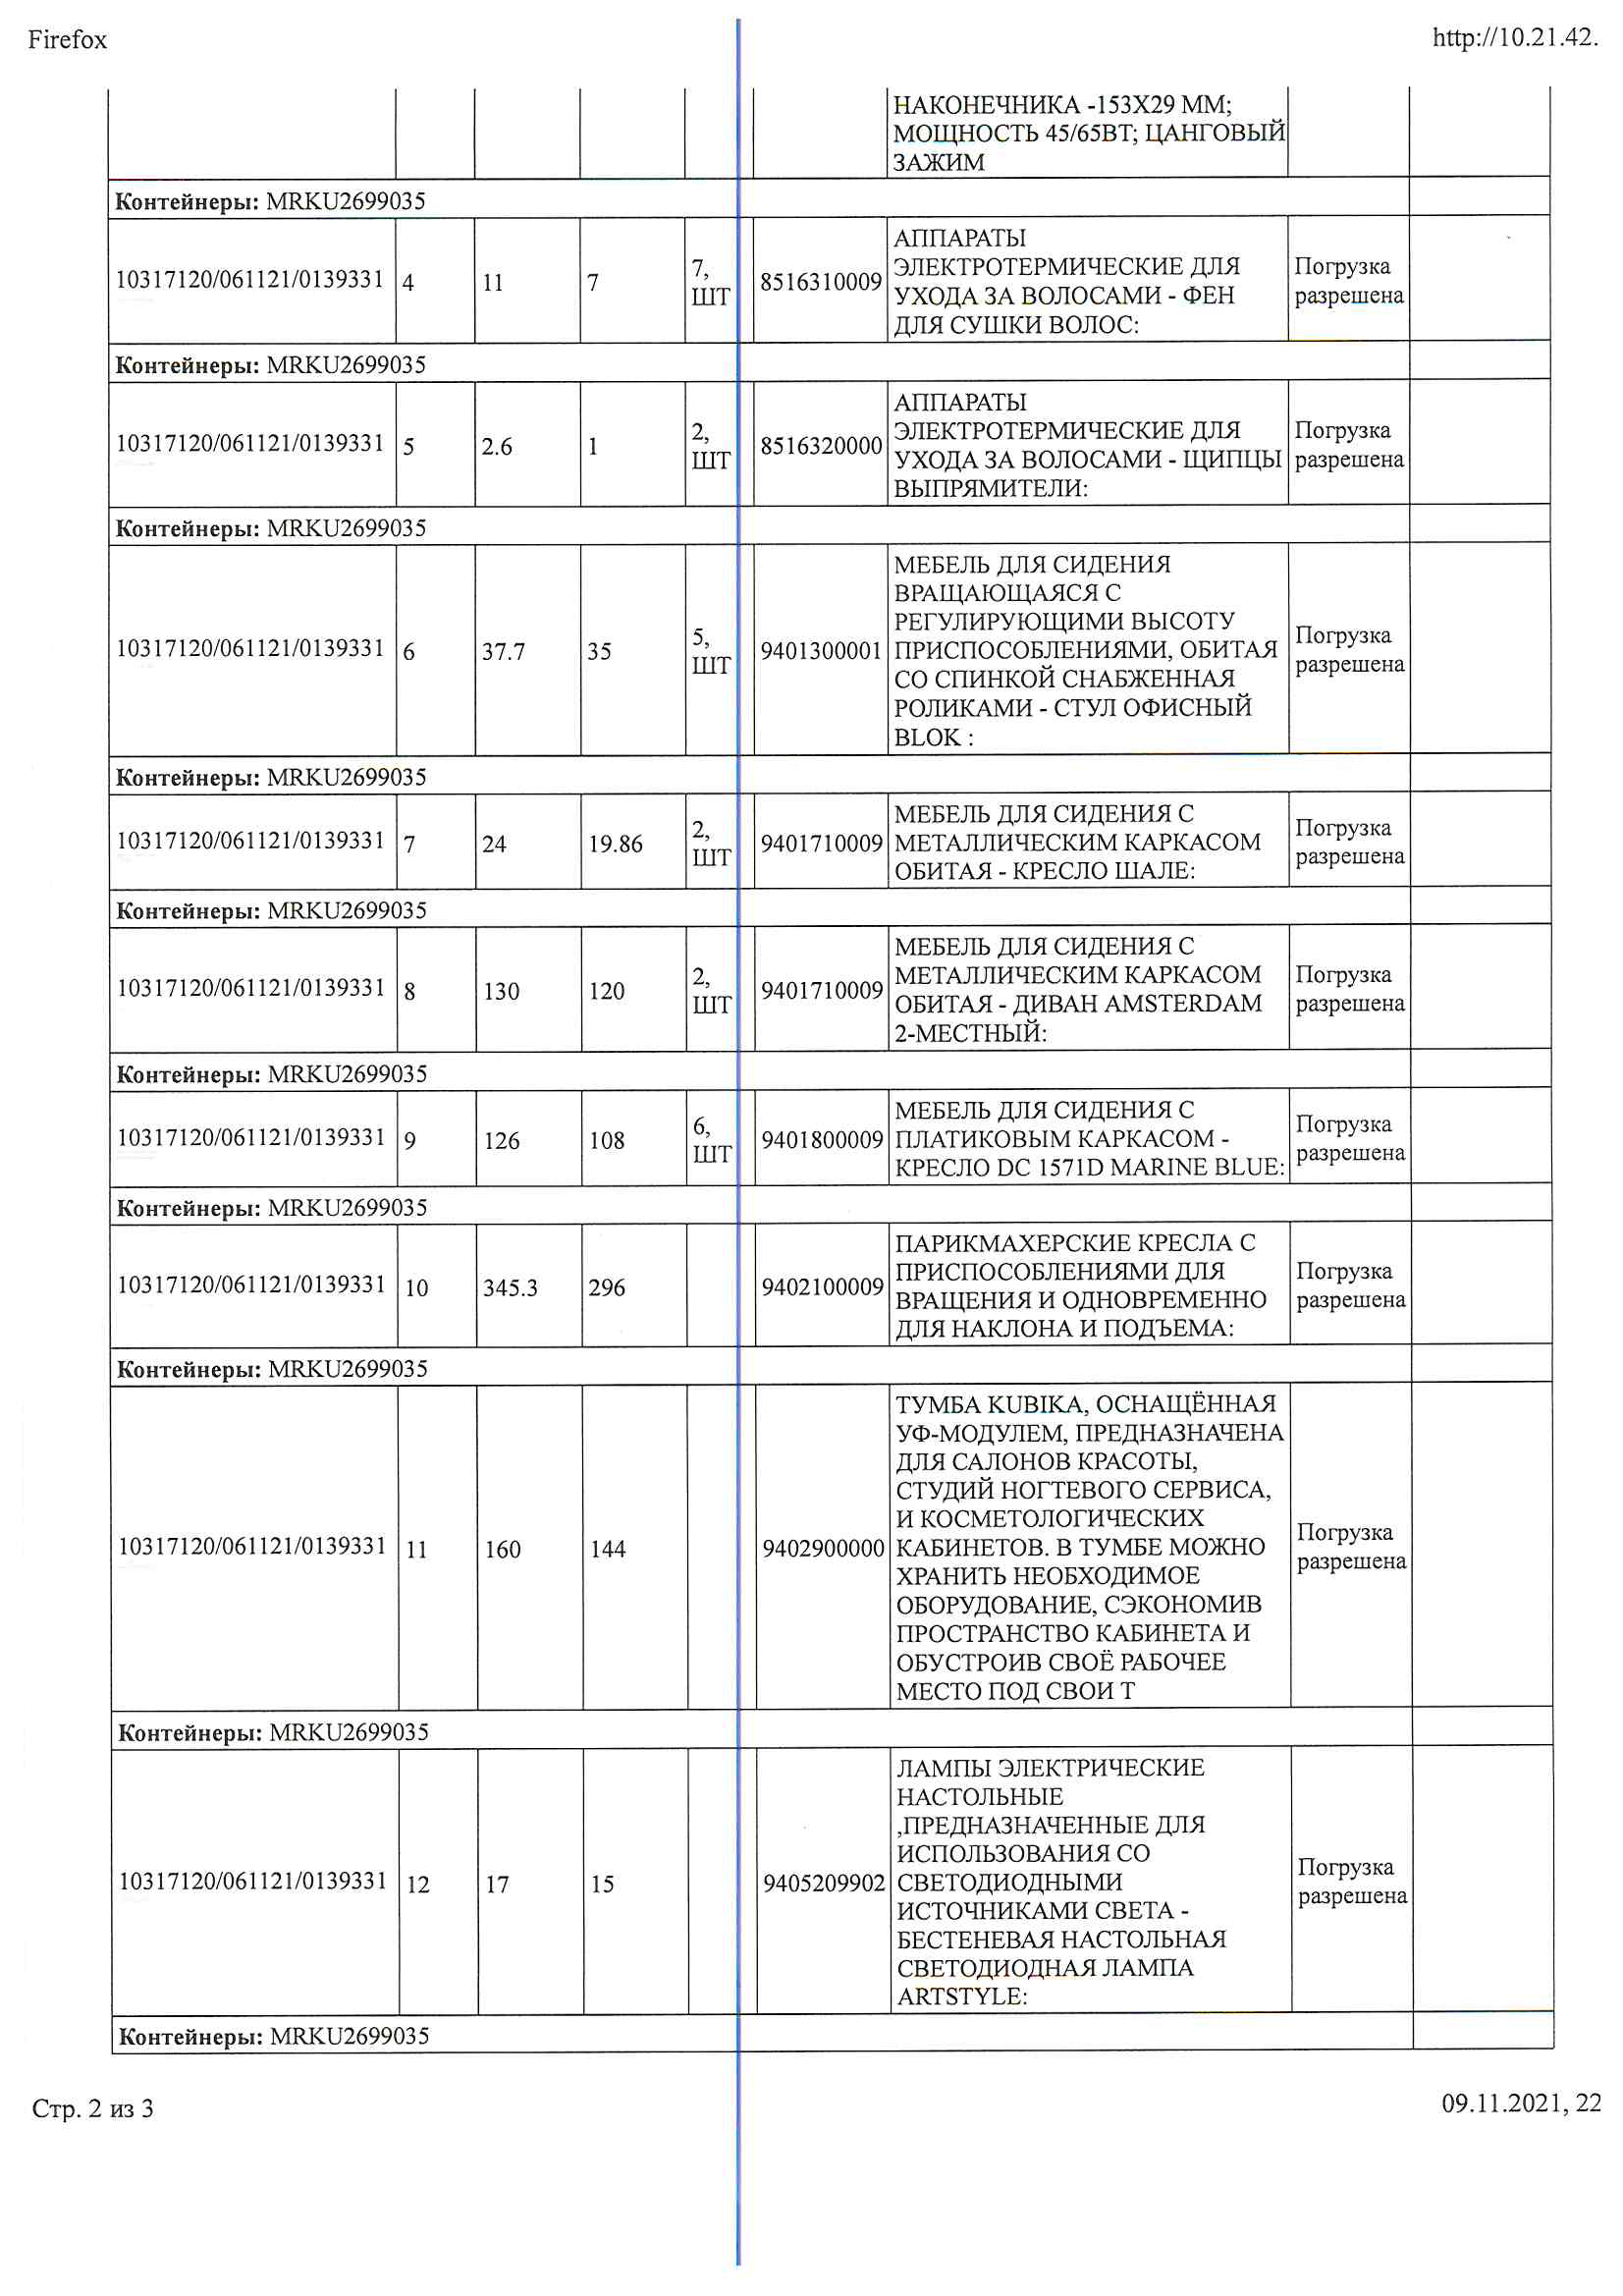 Firefox
http://10.21.42.
НАКОНЕЧНИКА -153Х29 ММ;
МОЩНОСТЬ 45/65ВТ; ЦАНГОВЫЙ
ЗАЖИМ
Контейнеры: MRKU2699035
10317120/061121/0139331 4 11 7 7, ШТ 8516310009
АППАРАТЫ
ЭЛЕКТРОТЕРМИЧЕСКИЕ ДЛЯ
УХОДА ЗА ВОЛОСАМИ - ФЕН
ДЛЯ СУШКИ ВОЛОС:
Погрузка
разрешена
Контейнеры: MRKU2699035
10317120/061121/0139331 5 2.6 1 2, ШТ 8516320000
АППАРАТЫ
ЭЛЕКТРОТЕРМИЧЕСКИЕ ДЛЯ
УХОДА ЗА ВОЛОСАМИ - ЩИПЦЫ
ВЫПРЯМИТЕЛИ:
Погрузка
разрешена
Контейнеры: MRKU2699035
10317120/061121/0139331 6 37.7 35 5, ШТ 9401300001
МЕБЕЛЬ ДЛЯ СИДЕНИЯ
ВРАЩАЮЩАЯСЯ С
РЕГУЛИРУЮЩИМИ ВЫСОТУ
ПРИСПОСОБЛЕНИЯМИ, ОБИТАЯ
СО СПИНКОЙ СНАБЖЕННАЯ
РОЛИКАМИ - СТУЛ ОФИСНЫЙ
BLOK :
Погрузка
разрешена
Контейнеры: MRKU2699035
10317120/061121/0139331 7 24 19.86 2, ШТ 9401710009
МЕБЕЛЬ ДЛЯ СИДЕНИЯ С
МЕТАЛЛИЧЕСКИМ КАРКАСОМ
ОБИТАЯ - КРЕСЛО ШАЛЕ:
Погрузка
разрешена
Контейнеры: MRKU2699035
10317120/061121/0139331 8 130 120 2, ШТ 9401710009
МЕБЕЛЬ ДЛЯ СИДЕНИЯ С
МЕТАЛЛИЧЕСКИМ КАРКАСОМ
ОБИТАЯ - ДИВАН AMSTERDAM
2-МЕСТНЫЙ:
Погрузка
разрешена
Контейнеры: MRKU2699035
10317120/061121/0139331 9 126 108 6, ШТ 9401800009
МЕБЕЛЬ ДЛЯ СИДЕНИЯ С
ПЛАТИКОВЫМ КАРКАСОМ -
КРЕСЛО DC 1571D MARINE BLUE:
Погрузка
разрешена
Контейнеры: MRKU2699035
10317120/061121/0139331 10 345.3 296 9402100009
ПАРИКМАХЕРСКИЕ КРЕСЛА С
ПРИСПОСОБЛЕНИЯМИ ДЛЯ
ВРАЩЕНИЯ И ОДНОВРЕМЕННО
ДЛЯ НАКЛОНА И ПОДЪЕМА:
Погрузка
разрешена
Контейнеры: MRKU2699035
10317120/061121/0139331 11 160 144 9402900000
ТУМБА KUBIKA, ОСНАЩЁННАЯ
УФ-МОДУЛЕМ, ПРЕДНАЗНАЧЕНА
ДЛЯ САЛОНОВ КРАСОТЫ,
СТУДИЙ НОГТЕВОГО СЕРВИСА,
И КОСМЕТОЛОГИЧЕСКИХ
КАБИНЕТОВ. В ТУМБЕ МОЖНО
ХРАНИТЬ НЕОБХОДИМОЕ
ОБОРУДОВАНИЕ, СЭКОНОМИВ
ПРОСТРАНСТВО КАБИНЕТА И
ОБУСТРОИВ СВОЁ РАБОЧЕЕ
МЕСТО ПОД СВОИ Т
Погрузка
разрешена
Контейнеры: MRKU2699035
10317120/061121/0139331 12 17 15 9405209902
ЛАМПЫ ЭЛЕКТРИЧЕСКИЕ
НАСТОЛЬНЫЕ
,ПРЕДНАЗНАЧЕННЫЕ ДЛЯ
ИСПОЛЬЗОВАНИЯ СО
СВЕТОДИОДНЫМИ
ИСТОЧНИКАМИ СВЕТА -
БЕСТЕНЕВАЯ НАСТОЛЬНАЯ
СВЕТОДИОДНАЯ ЛАМПА
ARTSTYLE:
Погрузка
разрешена
Контейнеры: MRKU2699035
Стр. 2 из 3
09.11.2021, 22